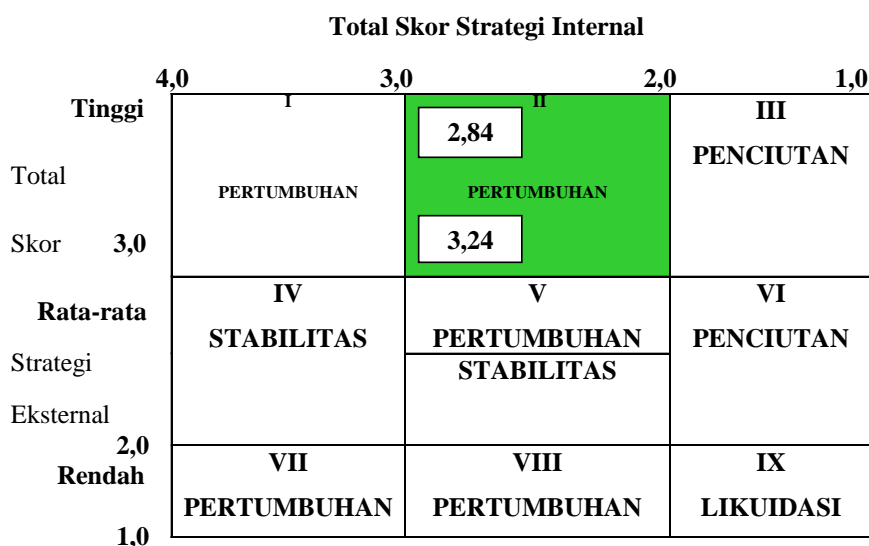 Total Skor Strategi Internal
4,0 3,0 2,0 1,0
Tinggi I II III
2,84
PENCIUTAN
Total
PERTUMBUHAN PERTUMBUHAN
Skor 3,0 3,24
IV V VI
Rata-rata
STABILITAS PERTUMBUHAN PENCIUTAN
Strategi STABILITAS
Eksternal
2,0
Rendah VII VIII IX
PERTUMBUHAN PERTUMBUHAN LIKUIDASI
1,0